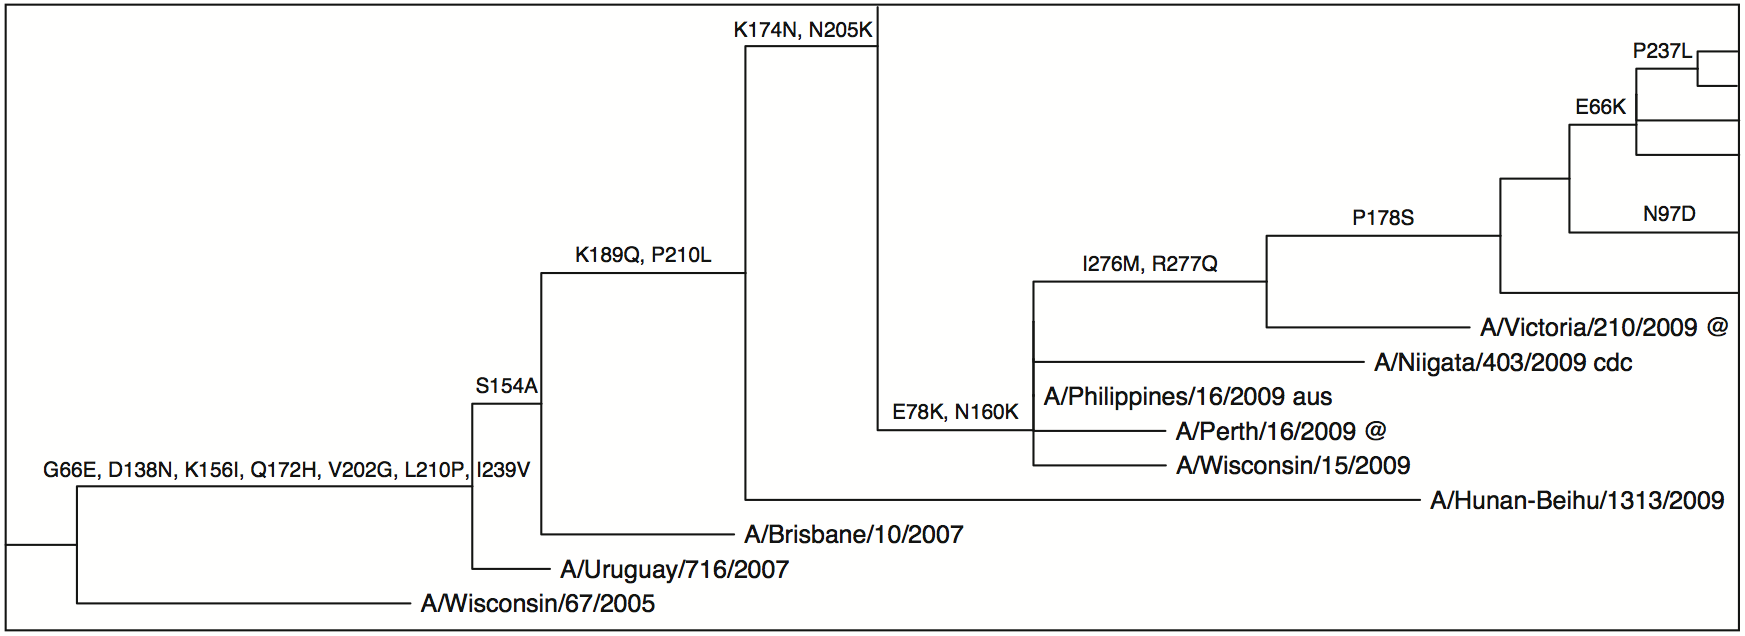 K174N, N205K
P237L
E66K
N97D
P178S
K189Q, P210L
I276M, R277Q
A/Victoria/210/2009 @
A/Niigata/403/2009 cdc
S154A
A/Philippines/16/2009 aus
E78K, N160K
A/Perth/16/2009 @
A/Wisconsin/15/2009
G66E, D138N, K156I, Q172H, V202G, L210P, I239V
A/Hunan-Beihu/1313/2009
A/Brisbane/10/2007
A/Uruguay/716/2007
A/Wisconsin/67/2005